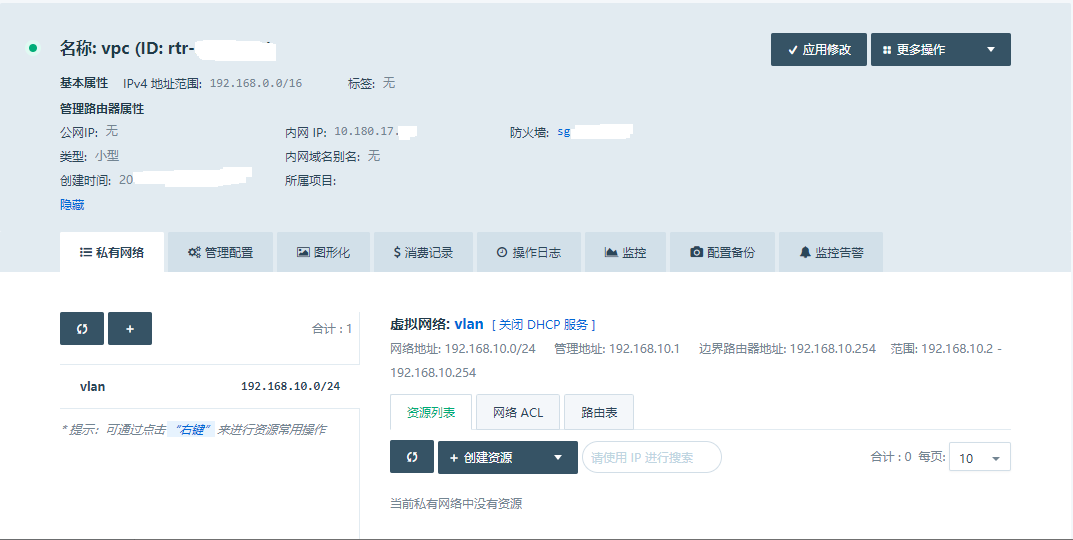 名称: vpc (ID: rtr-
应用修改 更多操作
基本属性 IPv4 地址范围: 192.168.0.0/16 标签: 无
管理路由器属性
公网IP: 无 内网 IP: 10.180.17. 防火墙: sg
类型: 小型 内网域名别名: 无
创建时间: 20 所属项目:
隐藏
私有网络 管理配置 图形化 消费记录 操作日志 监控 配置备份 监控告警
合计 : 1
vlan 192.168.10.0/24
* 提示: 可通过点击 “右键” 来进行资源常用操作
虚拟网络: vlan [ 关闭 DHCP 服务 ]
网络地址: 192.168.10.0/24 管理地址: 192.168.10.1 边界路由器地址: 192.168.10.254 范围: 192.168.10.2 -
192.168.10.254
资源列表 网络 ACL 路由表
+ 创建资源 请使用 IP 进行搜索 合计 : 0 每页: 10
当前私有网络中没有资源